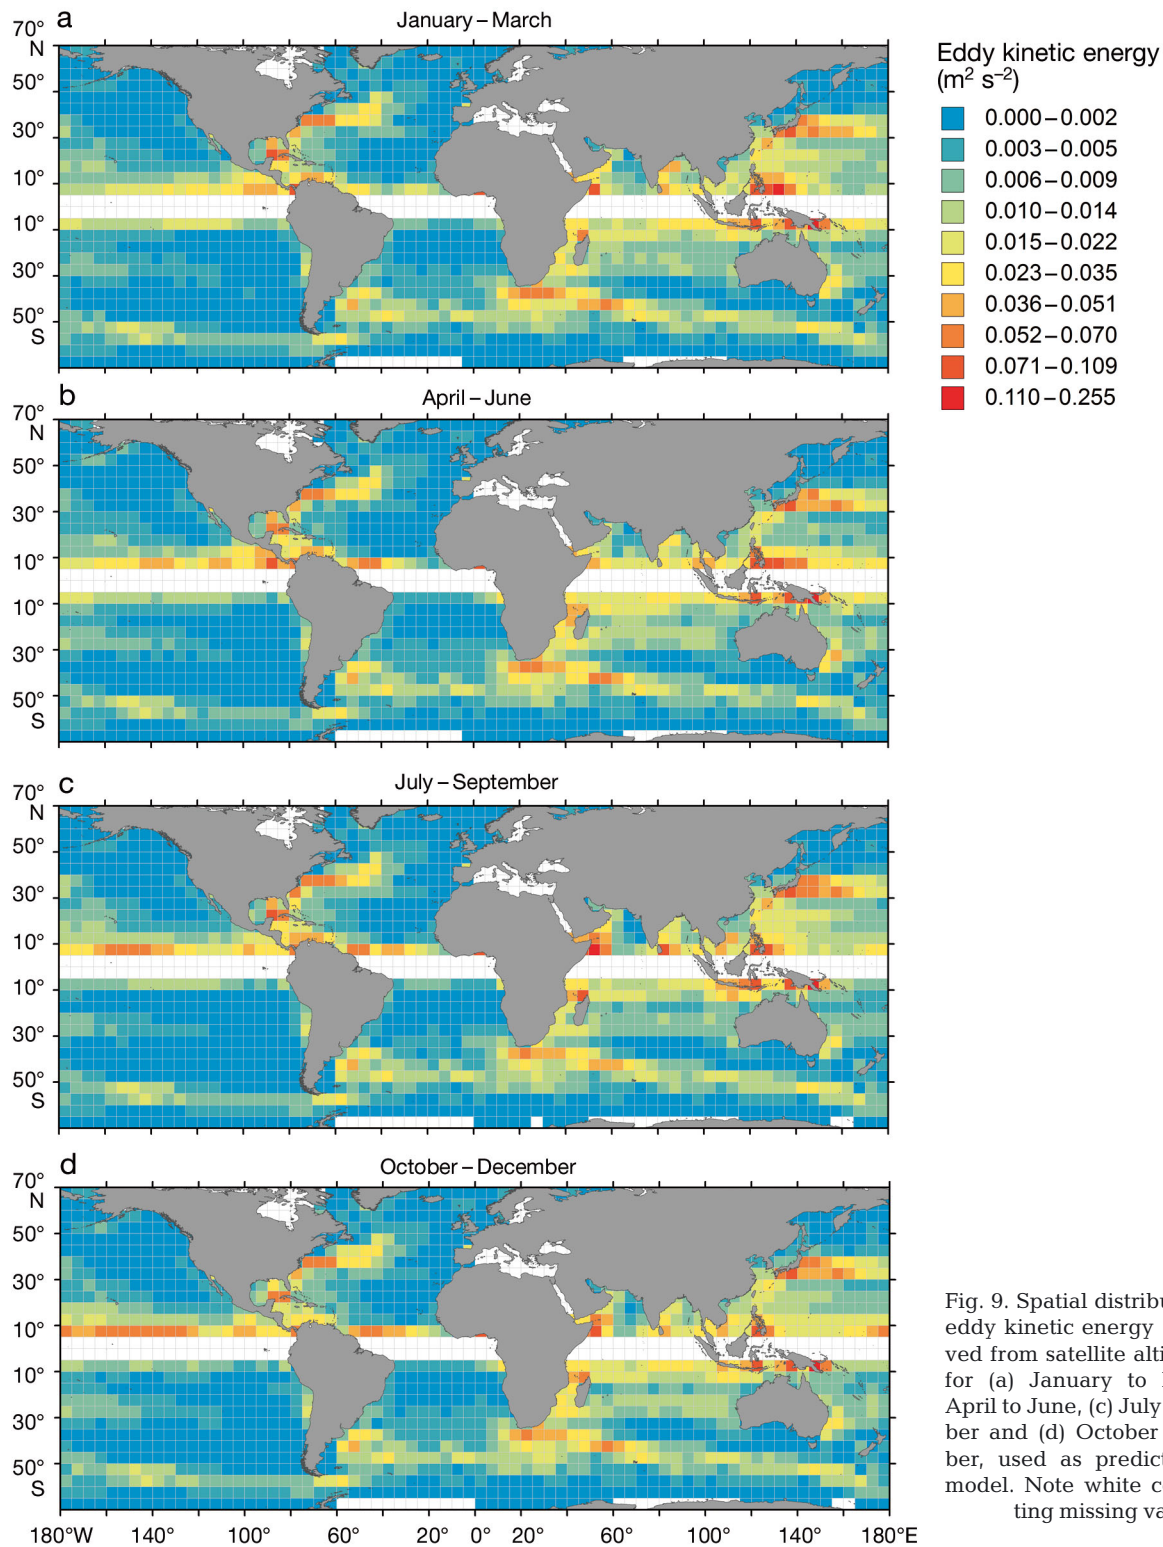 a
January – March
70°
N
50°
30°
10°
10°
30°
50°
S
Eddy kinetic energy
(m² s⁻²)
0.000 – 0.002
0.003 – 0.005
0.006 – 0.009
0.010 – 0.014
0.015 – 0.022
0.023 – 0.035
0.036 – 0.051
0.052 – 0.070
0.071 – 0.109
0.110 – 0.255
b
April – June
70°
N
50°
30°
10°
10°
30°
50°
S
c
July – September
70°
N
50°
30°
10°
10°
30°
50°
S
d
October – December
70°
N
50°
30°
10°
10°
30°
50°
S
180°W 140° 100° 60° 20° 0° 20° 60° 100° 140° 180°E
Fig. 9. Spatial distribu
eddy kinetic energy
ved from satellite alti
for (a) January to
April to June, (c) July
ber and (d) October
ber, used as predict
model. Note white c
ting missing va